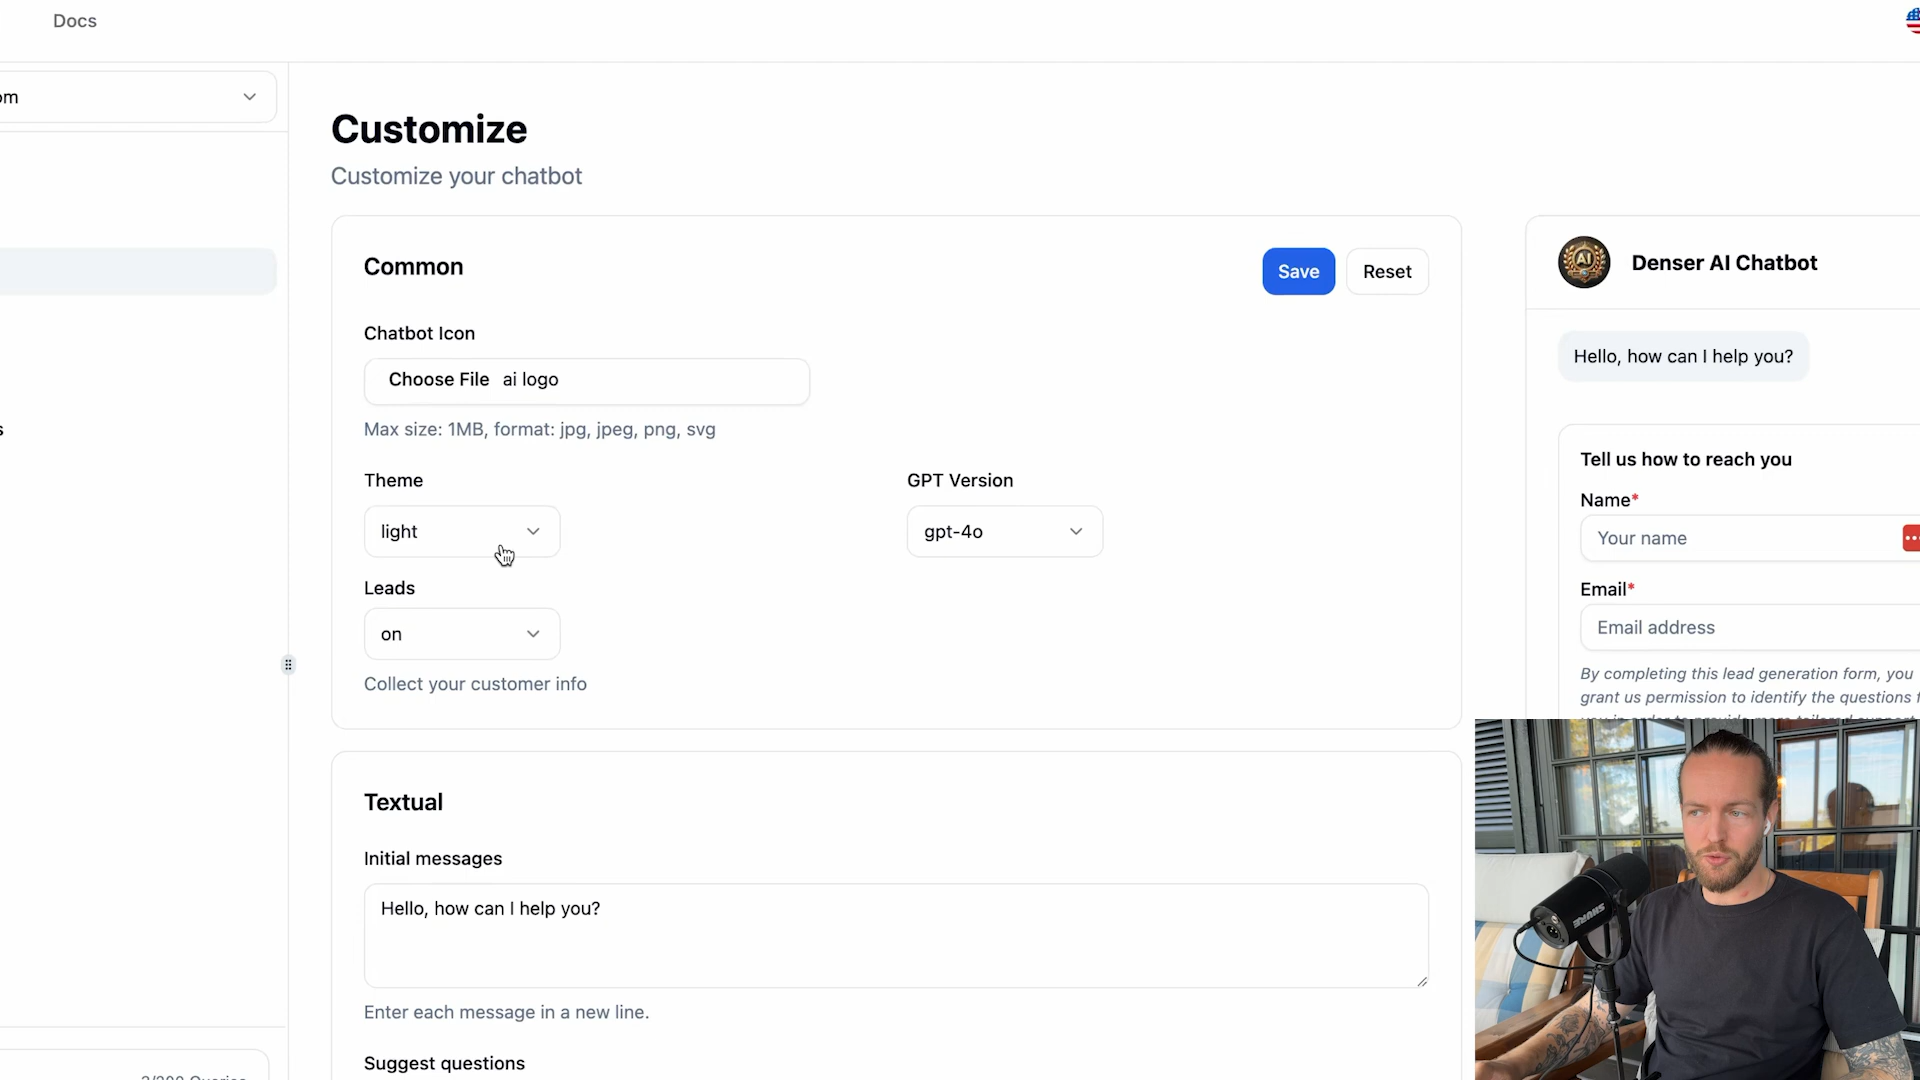 Docs
om
Customize
Customize your chatbot
Common
Save
Reset
Chatbot Icon
Choose File ai logo
Max size: 1MB, format: jpg, jpeg, png, svg
Theme
GPT Version
light
gpt-4o
Leads
on
Collect your customer info
s
Textual
Initial messages
Hello, how can I help you?
Enter each message in a new line.
Suggest questions
AI
Denser AI Chatbot
Hello, how can I help you?
Tell us how to reach you
Name*
Your name
Email*
Email address
By completing this lead generation form, you
grant us permission to identify the questions f
SHURE